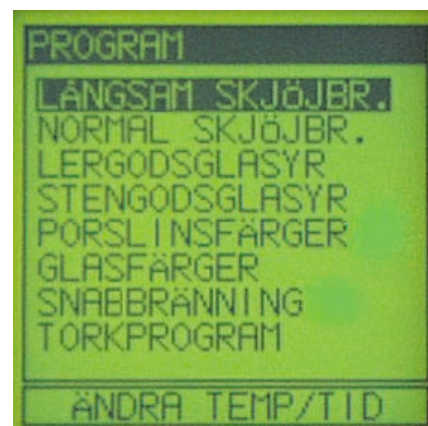 PROGRAM
LÅNGSAM SKJÖJBR.
NORMAL SKJÖJBR.
LERGODSGLASYR
STENGODSGLASYR
PORSLINSFÄRGER
GLASFÄRGER
SNABBRÄNNING
TORKPROGRAM
ÄNDRA TEMP/TID